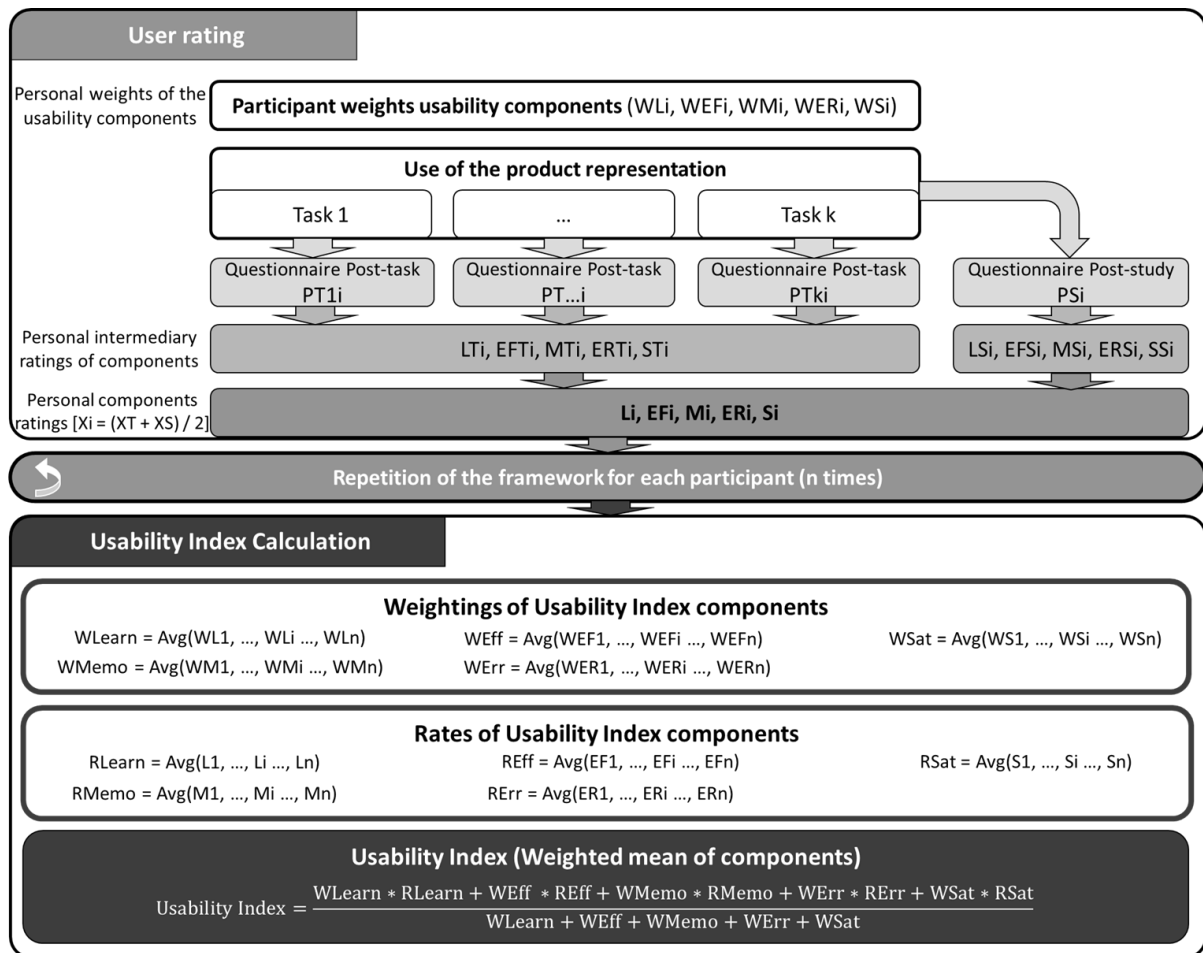 User rating
Personal weights of the
usability components
Participant weights usability components (WLi, WEFi, WMi, WERi, WSi)
Use of the product representation
Task 1
...
Task k
Questionnaire Post-task
PT1i
Questionnaire Post-task
PT...i
Questionnaire Post-task
PTki
Questionnaire Post-study
PSi
Personal intermediary
ratings of components
LTi, EFTi, MTi, ERTi, STi
LSi, EFSi, MSi, ERSi, SSi
Personal components
ratings [Xi = (XT + XS) / 2]
Li, EFi, Mi, ERi, Si
Repetition of the framework for each participant (n times)
Usability Index Calculation
Weightings of Usability Index components
WLearn = Avg(WL1, ..., WLi ..., WLn)
WEff = Avg(WEF1, ..., WEFi ..., WEFn)
WSat = Avg(WS1, ..., WSi ..., WSn)
WMemo = Avg(WM1, ..., WMi ..., WMn)
WErr = Avg(WER1, ..., WERi ..., WERn)
Rates of Usability Index components
RLearn = Avg(L1, ..., Li ..., Ln)
REff = Avg(EF1, ..., EFi ..., EFn)
RSat = Avg(S1, ..., Si ..., Sn)
RMemo = Avg(M1, ..., Mi ..., Mn)
RErr = Avg(ER1, ..., ERi ..., ERn)
Usability Index (Weighted mean of components)
WLearn * RLearn + WEff * REff + WMemo * RMemo + WErr * RErr + WSat * RSat
Usability Index =
WLearn + WEff + WMemo + WErr + WSat